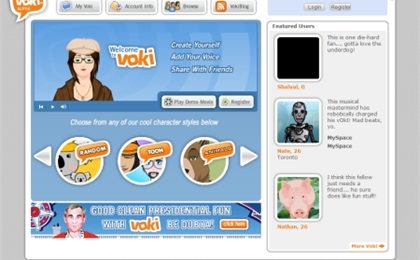 voki
My Voki
Account Info
Browse
VokiBlog
Login
Register
Welcome to voki
Create Yourself
Add Your Voice
Share With Friends
Play Demo Movie
Register
Choose from any of our cool character styles below
RANDOM
TOON
ANIMALS
GOOD CLEAN PRESIDENTIAL FUN
WITH voki BE DUBYA!
click here
Featured Users
This is one die-hard
fan.... gotta love the
underdog!
This musical
mastermind has
robotically charged
his vOki! Mad beats,
yo.
MySpace
MySpace
Nate, 26
Toronto
I think this fellow
just needs a
friend.... he sure
does like fun stuff!
Nathan, 26
More Voki